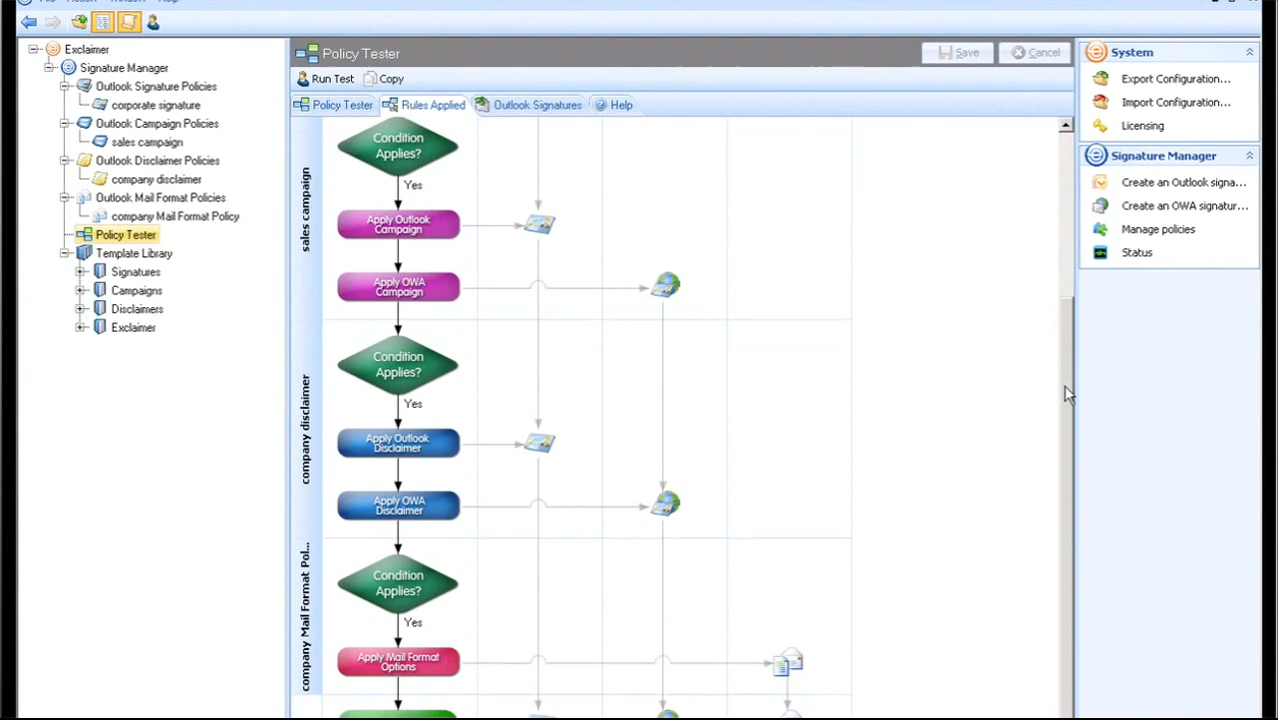 Policy Tester
Save
Cancel
Run Test
Copy
Policy Tester
Rules Applied
Outlook Signatures
Help
Exclaimer
Signature Manager
Outlook Signature Policies
corporate signature
Outlook Campaign Policies
sales campaign
Outlook Disclaimer Policies
company disclaimer
Outlook Mail Format Policies
company Mail Format Policy
Policy Tester
Template Library
Signatures
Campaigns
Disclaimers
Exclaimer
sales campaign
Condition
Applies?
Yes
Apply Outlook
Campaign
Apply OWA
Campaign
company disclaimer
Condition
Applies?
Yes
Apply Outlook
Disclaimer
Apply OWA
Disclaimer
company Mail Format Pol...
Condition
Applies?
Yes
Apply Mail Format
Options
System
Export Configuration...
Import Configuration...
Licensing
Signature Manager
Create an Outlook signa...
Create an OWA signatur...
Manage policies
Status